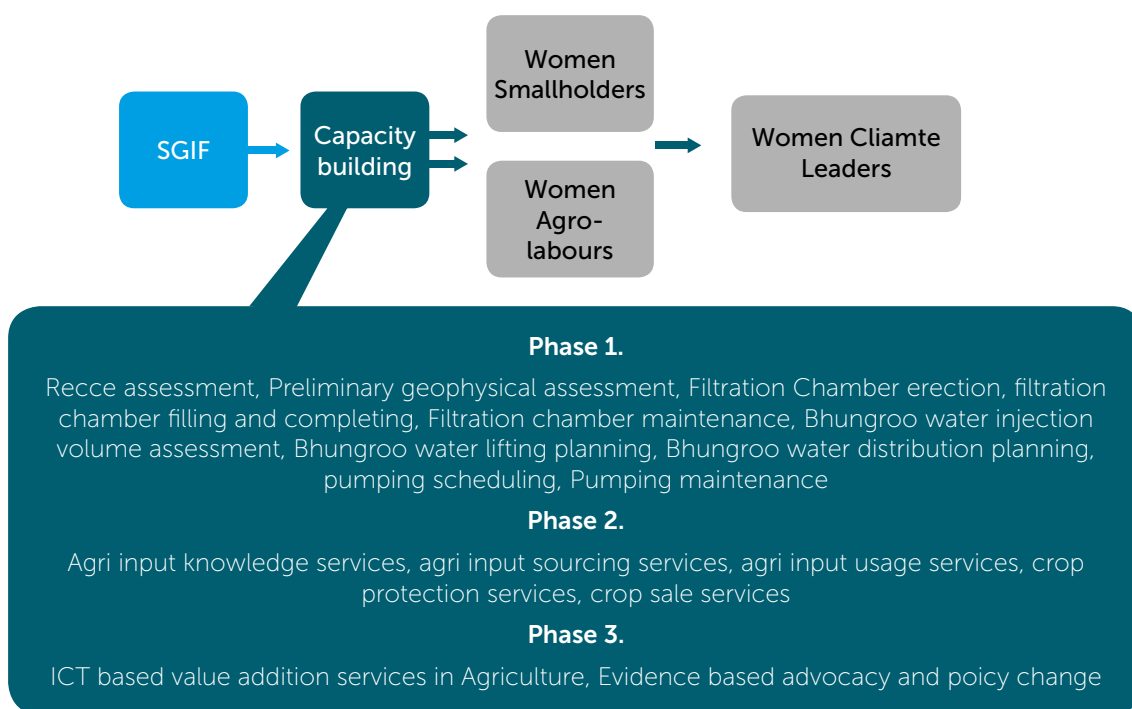 SGIF
Capacity
building
Women
Smallholders
Women
Agro-
labours
Women Cliamte
Leaders
Phase 1.
Recce assessment, Preliminary geophysical assessment, Filtration Chamber erection, filtration
chamber filling and completing, Filtration chamber maintenance, Bhungroo water injection
volume assessment, Bhungroo water lifting planning, Bhungroo water distribution planning,
pumping scheduling, Pumping maintenance
Phase 2.
Agri input knowledge services, agri input sourcing services, agri input usage services, crop
protection services, crop sale services
Phase 3.
ICT based value addition services in Agriculture, Evidence based advocacy and poicy change